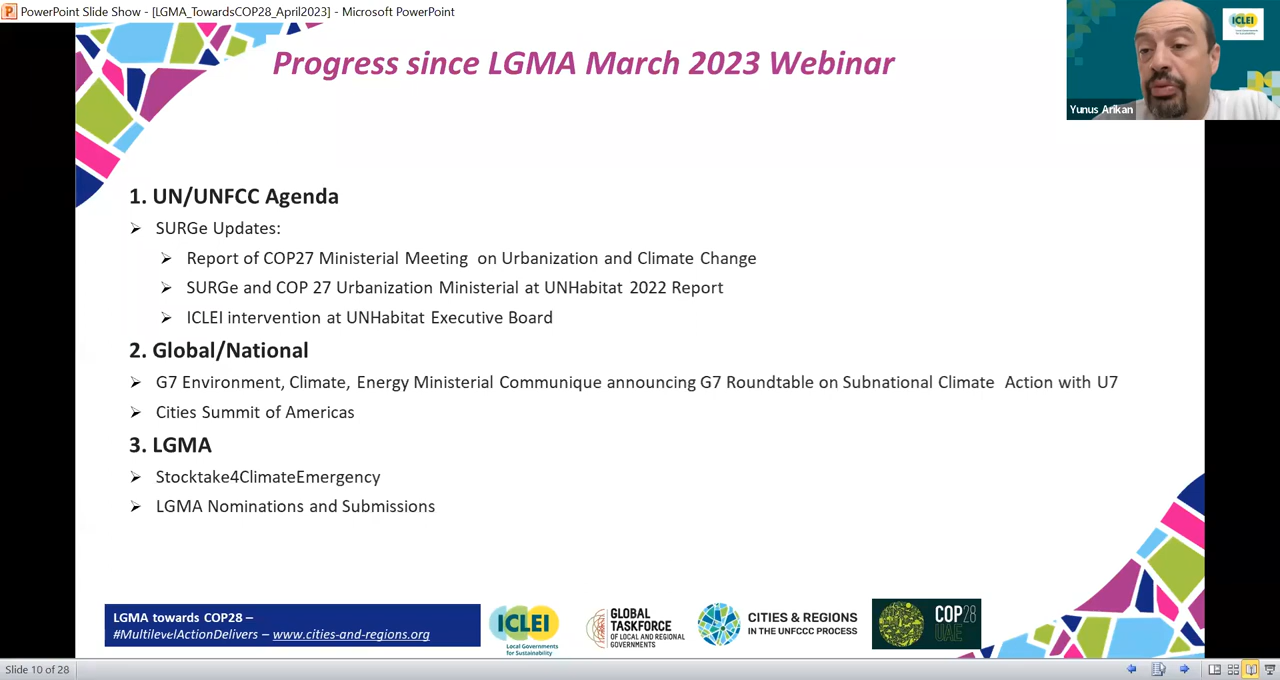 PowerPoint Slide Show - [LGMA_TowardsCOP28_April2023] - Microsoft PowerPoint
Progress since LGMA March 2023 Webinar
ICLEI
Yunus Arikan
1. UN/UNFCC Agenda
SURGe Updates:
Report of COP27 Ministerial Meeting on Urbanization and Climate Change
SURGe and COP 27 Urbanization Ministerial at UNHabitat 2022 Report
ICLEI intervention at UNHabitat Executive Board
2. Global/National
G7 Environment, Climate, Energy Ministerial Communique announcing G7 Roundtable on Subnational Climate Action with U7
Cities Summit of Americas
3. LGMA
Stocktake4ClimateEmergency
LGMA Nominations and Submissions
LGMA towards COP28 –
#MultilevelActionDelivers – www.cities-and-regions.org
ICLEI
Local Governments
for Sustainability
GLOBAL
TASKFORCE
OF LOCAL AND REGIONAL
GOVERNMENTS
CITIES & REGIONS
IN THE UNFCCC PROCESS
COP28
UAE
Slide 10 of 28